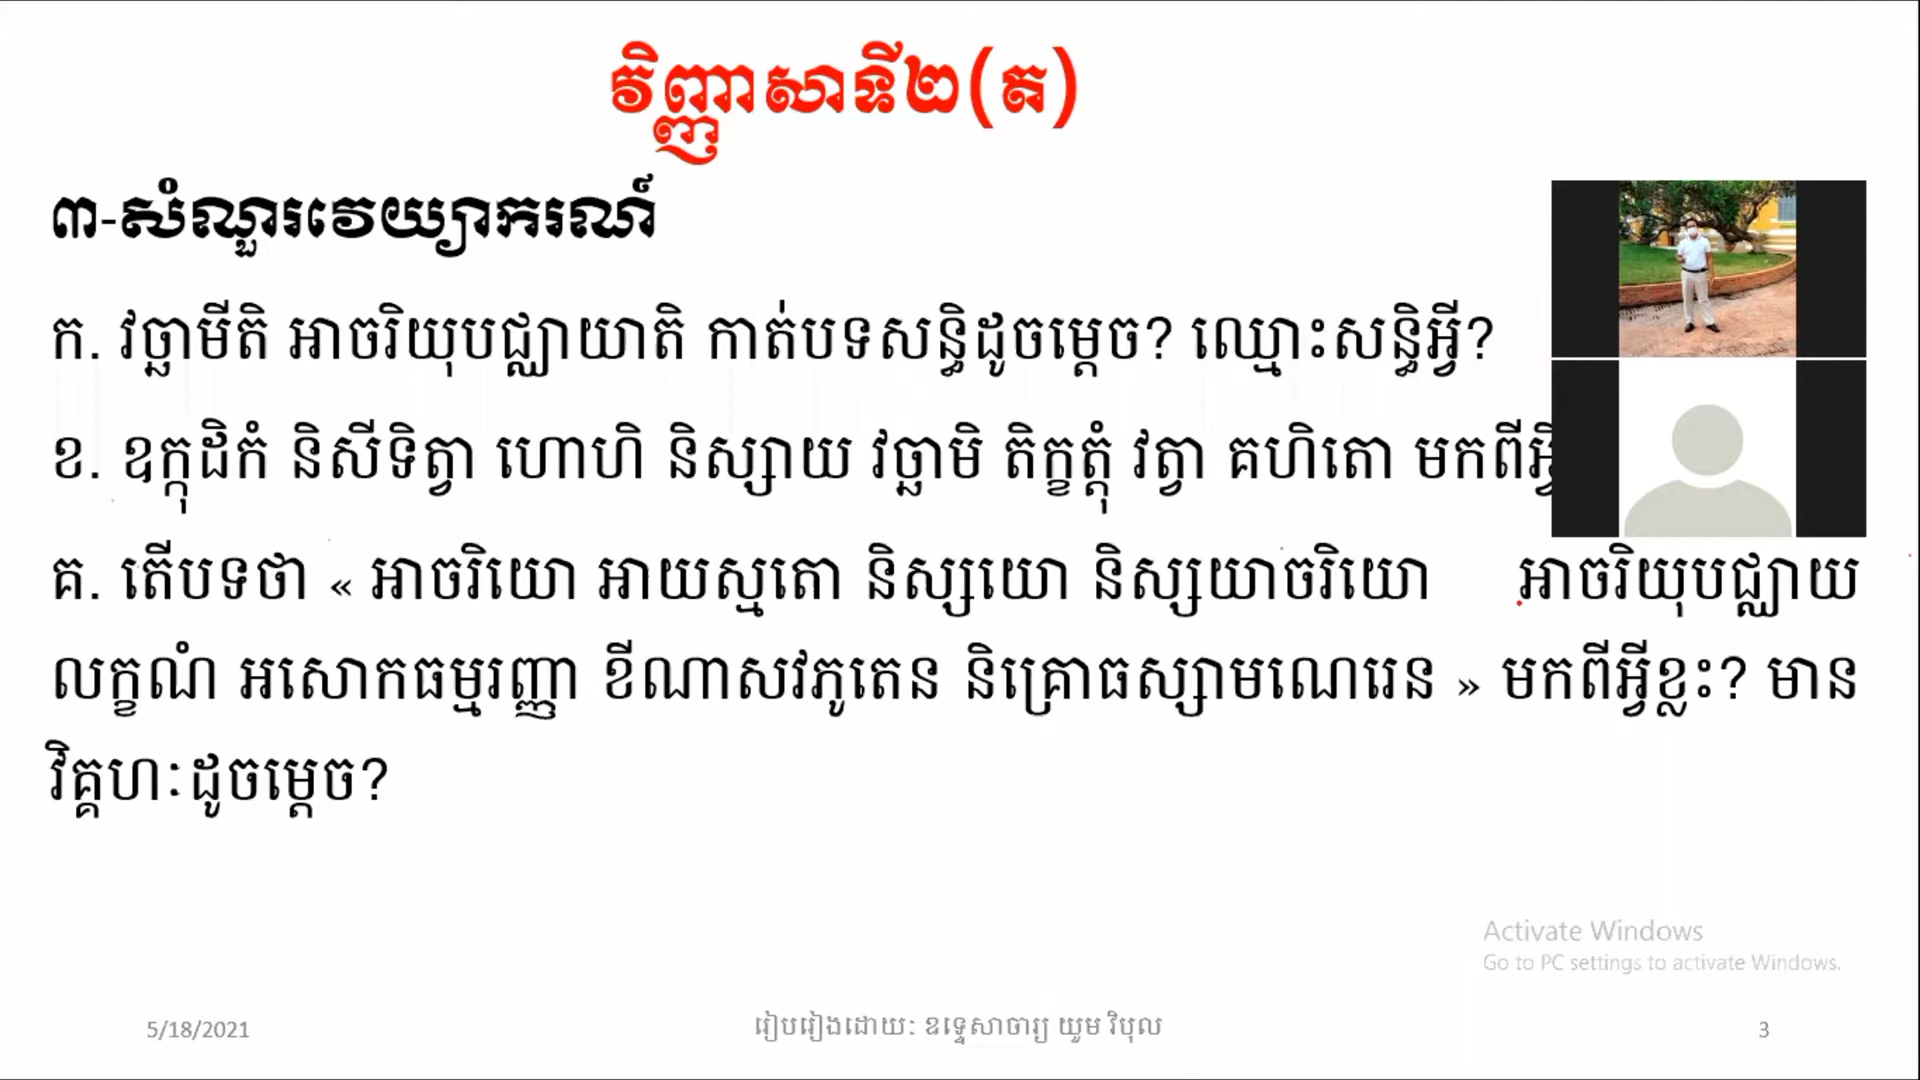 វិញ្ញាសាទី២(ត)
៣-សំណួរវេយ្យាករណ៍
ក. វច្ឆាមីតិ អាចរិយុបជ្ឈាយាតិ កាត់បទសន្ធិដូចម្ដេច? ឈ្មោះសន្ធិអ្វី?
ខ. ឧក្កុដិកំ និសីទិត្វា ហោហិ និស្សាយ វច្ឆាមិ តិក្ខត្តុំ វត្វា គហិតោ មកពីអ្វី
គ. តើបទថា « អាចរិយោ អាយស្មតោ និស្សយោ និស្សយាចរិយោ អាចរិយុបជ្ឈាយ
លក្ខណំ អសោកធម្មរញ្ញា ខីណាសវភូតេន និគ្រោធស្សាមណេរេន » មកពីអ្វីខ្លះ? មាន
វិគ្គហៈដូចម្ដេច?
Activate Windows
Go to PC settings to activate Windows.
5/18/2021
រៀបរៀងដោយៈ ឧទ្ទេសាចារ្យ យួម វិបុល
3